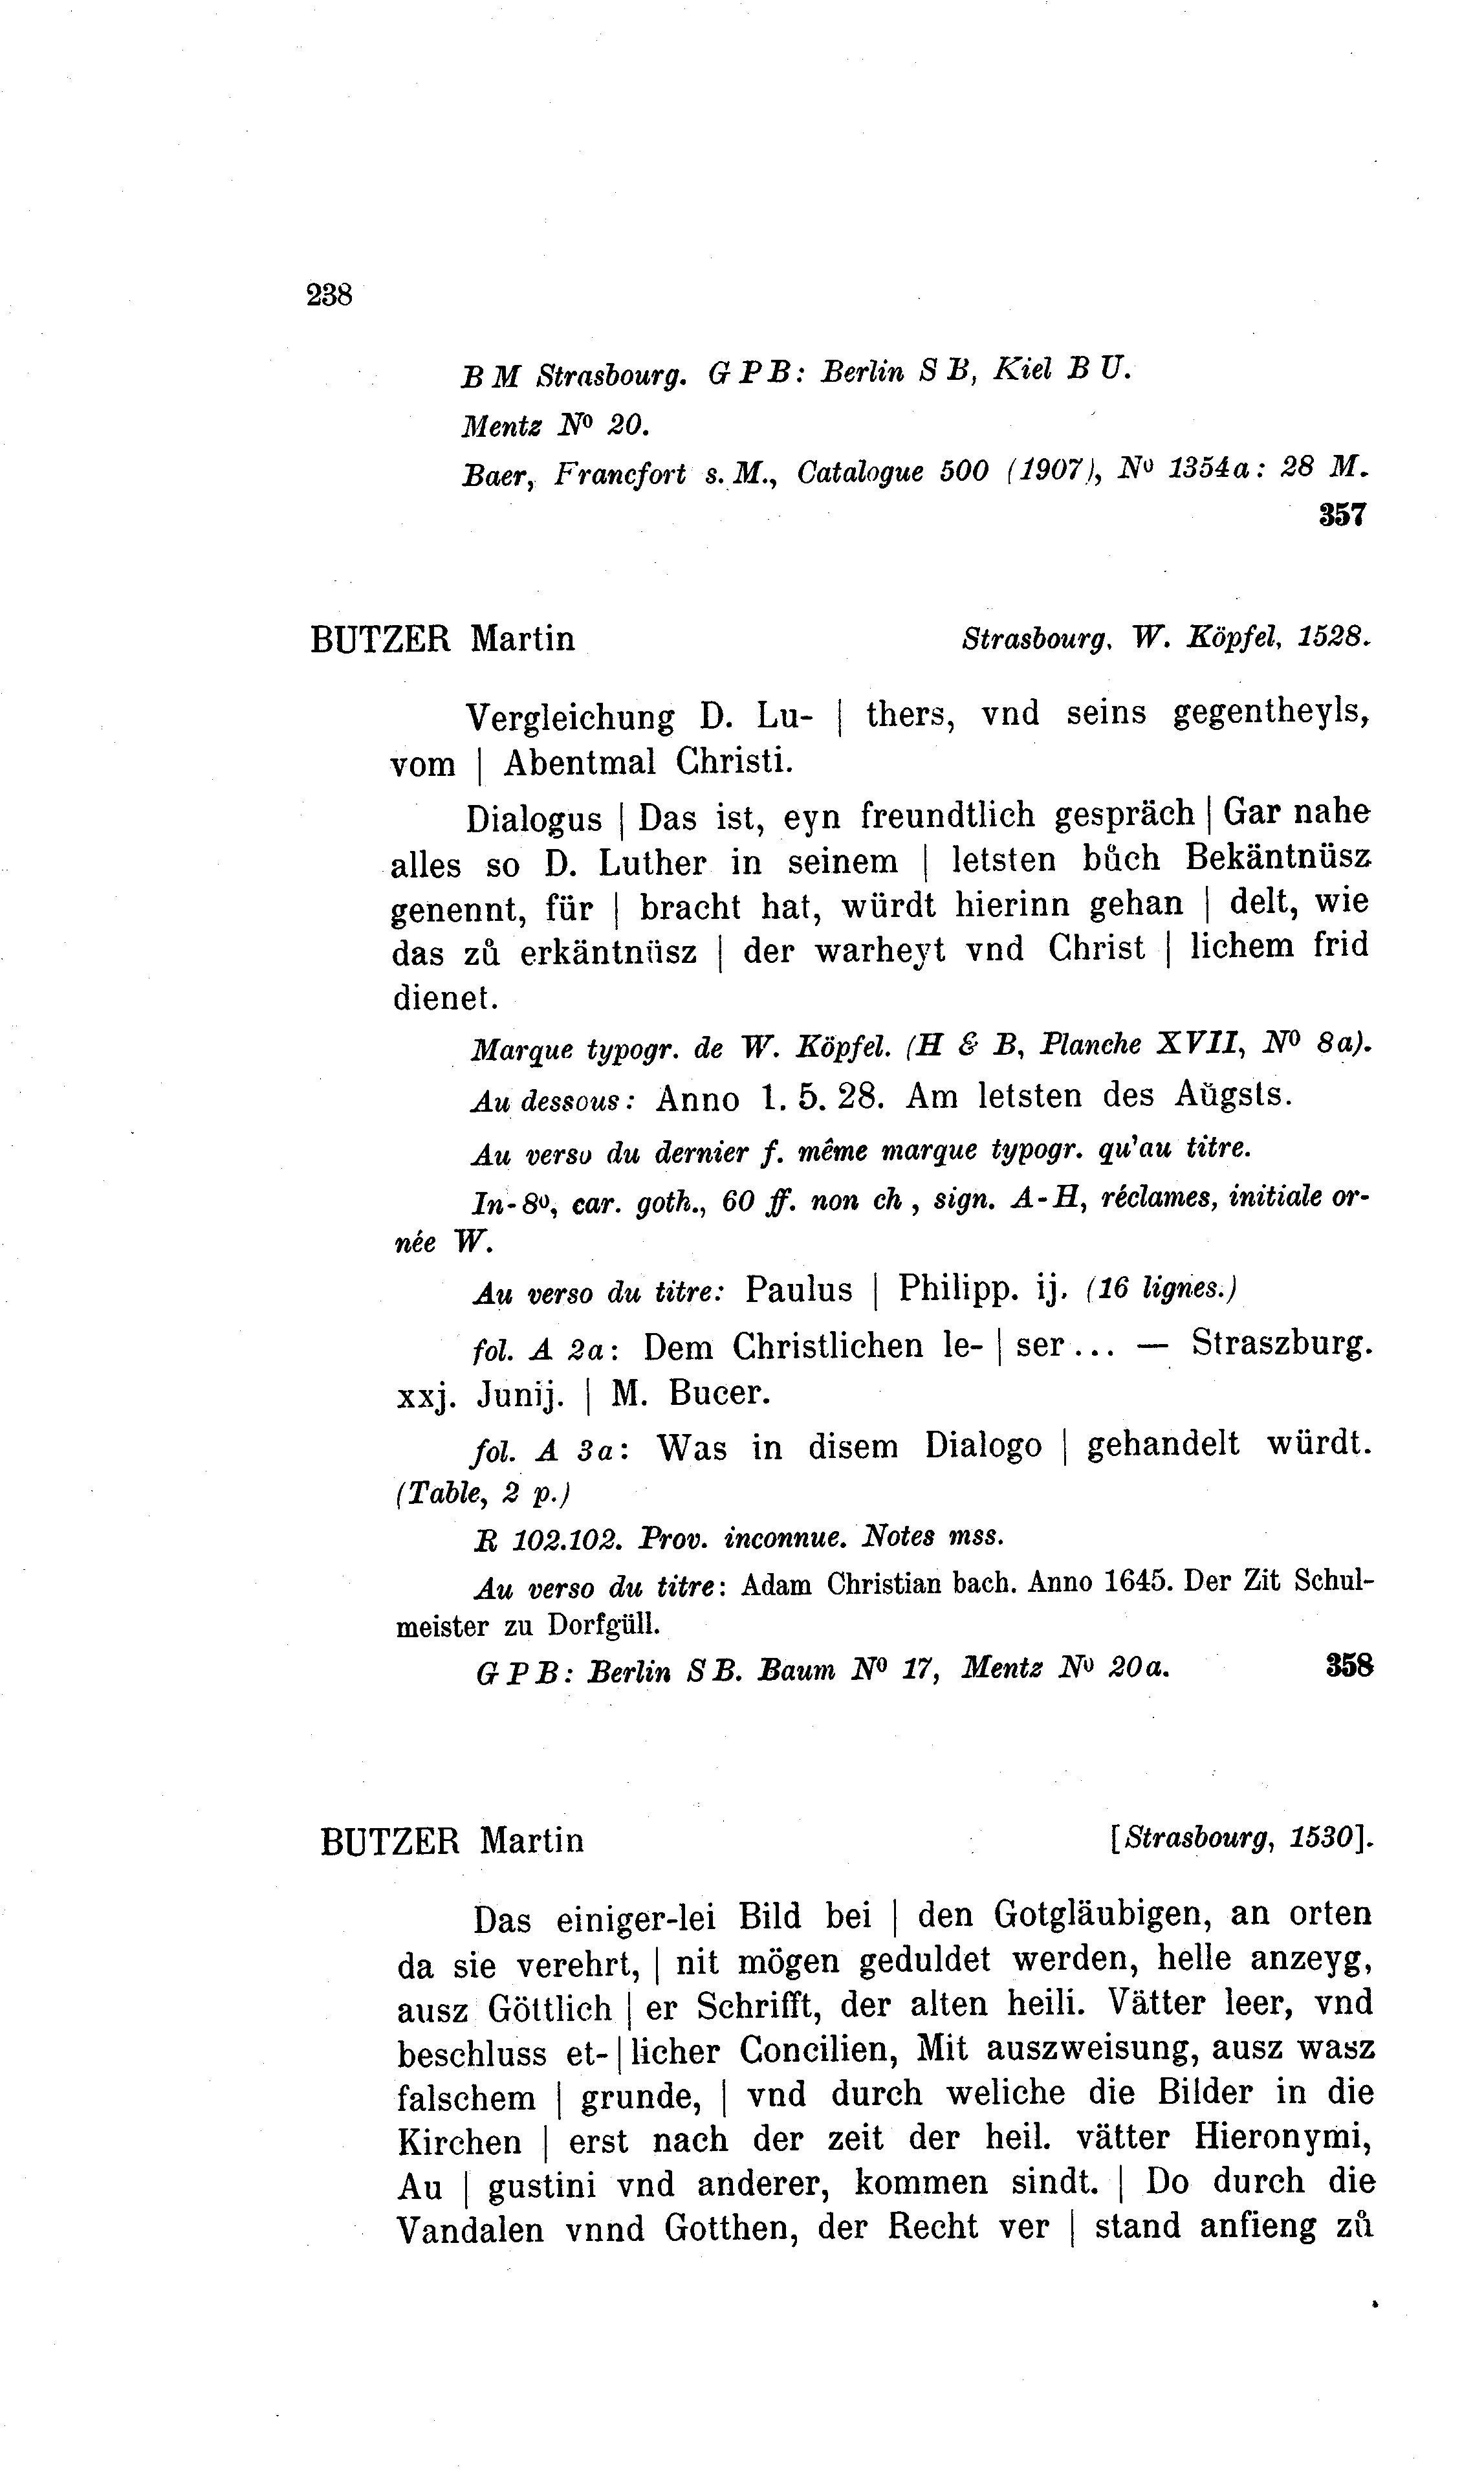 238
B M Strasbourg. G P B: Berlin S B, Kiel B U.
Mentz Nº 20.
Baer, Francfort s. M., Catalogue 500 (1907), Nº 1354a: 28 M.
357
BUTZER Martin Strasbourg, W. Köpfel, 1528.
Vergleichung D. Lu- | thers, vnd seins gegentheyls,
vom | Abentmal Christi.
Dialogus | Das ist, eyn freundtlich gespräch | Gar nahe
alles so D. Luther in seinem | letsten bůch Bekäntnüsz
genennt, für | bracht hat, würdt hierinn gehan | delt, wie
das zů erkäntnüsz | der warheyt vnd Christ | lichem frid
dienet.
Marque typogr. de W. Köpfel. (H & B, Planche XVII, Nº 8a).
Au dessous: Anno 1. 5. 28. Am letsten des Aůgsts.
Au verso du dernier f. même marque typogr. qu'au titre.
In-8º, car. goth., 60 ff. non ch , sign. A-H, réclames, initiale or-
née W.
Au verso du titre: Paulus | Philipp. ij. (16 lignes.)
fol. A 2a: Dem Christlichen le- | ser ... — Straszburg.
xxj. Junij. | M. Bucer.
fol. A 3a: Was in disem Dialogo | gehandelt würdt.
(Table, 2 p.)
R 102.102. Prov. inconnue. Notes mss.
Au verso du titre: Adam Christian bach. Anno 1645. Der Zit Schul-
meister zu Dorfgüll.
G P B: Berlin S B. Baum Nº 17, Mentz Nº 20a. 358
BUTZER Martin [Strasbourg, 1530].
Das einiger-lei Bild bei | den Gotgläubigen, an orten
da sie verehrt, | nit mögen geduldet werden, helle anzeyg,
ausz Göttlich | er Schrifft, der alten heili. Vätter leer, vnd
beschluss et- | licher Concilien, Mit auszweisung, ausz wasz
falschem | grunde, | vnd durch weliche die Bilder in die
Kirchen | erst nach der zeit der heil. vätter Hieronymi,
Au | gustini vnd anderer, kommen sindt. | Do durch die
Vandalen vnnd Gotthen, der Recht ver | stand anfieng zů